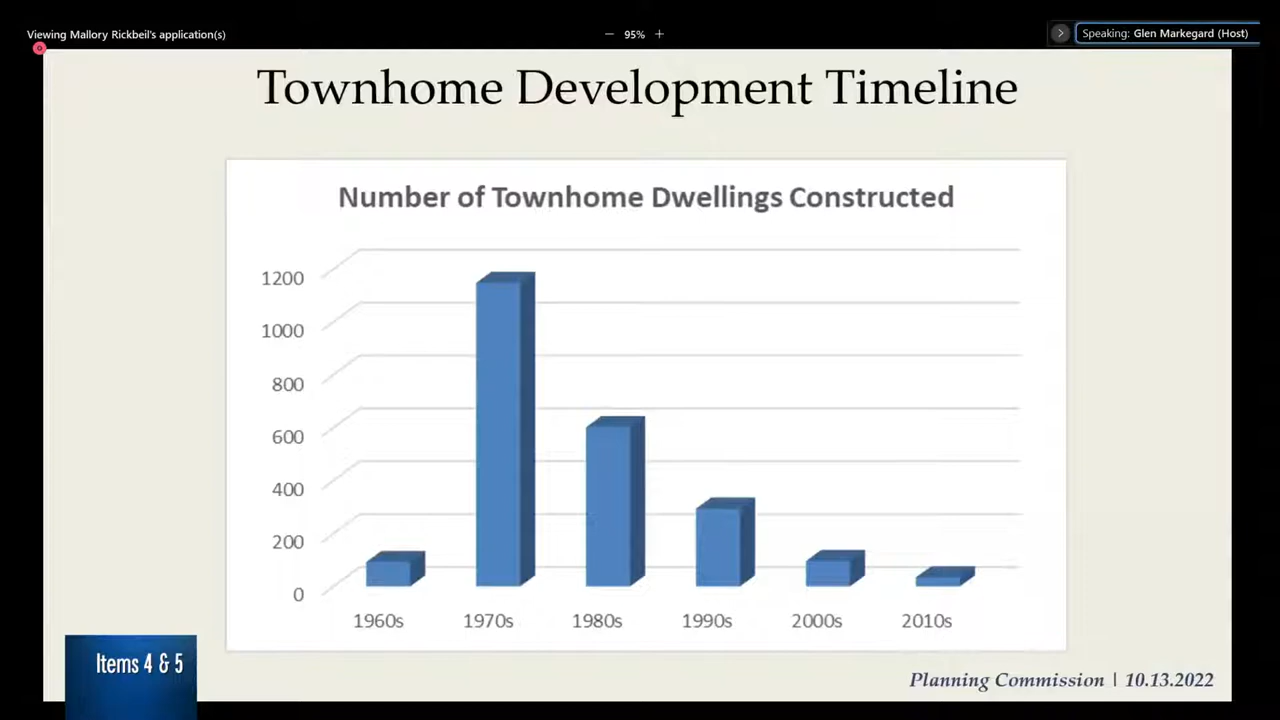 Viewing Mallory Rickbeil's application(s)
— 95% +
Speaking: Glen Markegard (Host)
Townhome Development Timeline
Number of Townhome Dwellings Constructed
1200
1000
800
600
400
200
0
1960s 1970s 1980s 1990s 2000s 2010s
Items 4 & 5
Planning Commission | 10.13.2022